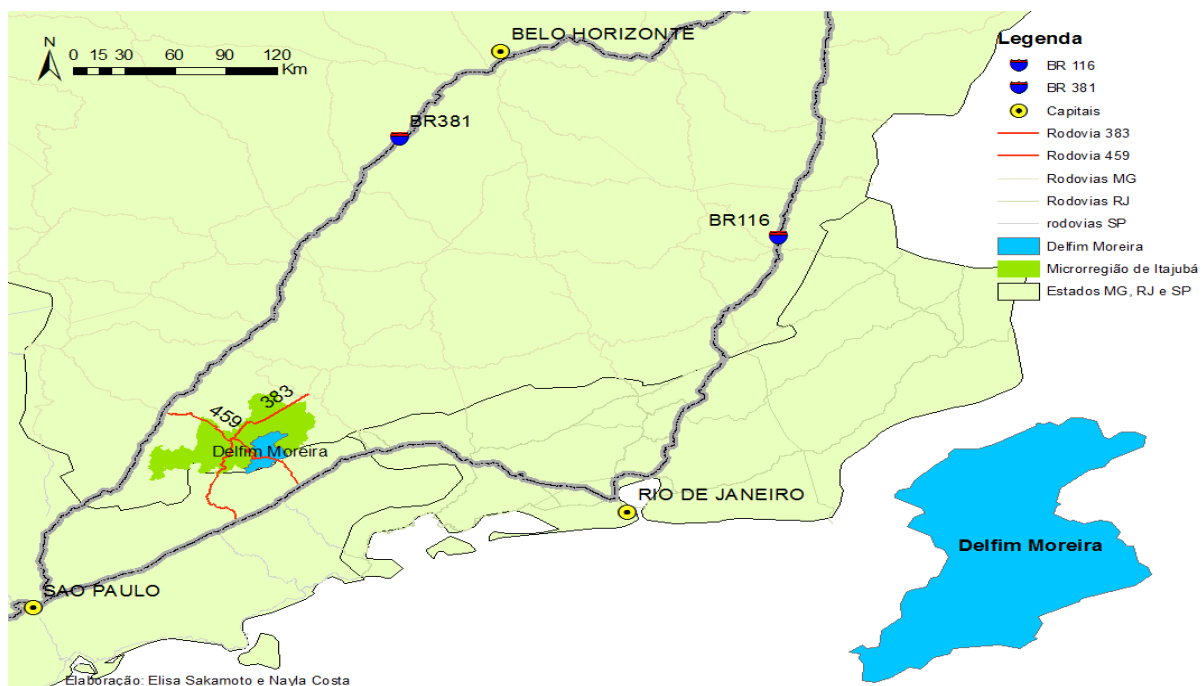 N
0 15 30 60 90 120
Km
BELO HORIZONTE
BR381
BR116
459
383
Delfim Moreira
RIO DE JANEIRO
SAO PAULO
Elaboração: Elisa Sakamoto e Nayla Costa
Legenda
BR 116
BR 381
Capitais
Rodovia 383
Rodovia 459
Rodovias MG
Rodovias RJ
rodovias SP
Delfim Moreira
Microrregião de Itajubá
Estados MG, RJ e SP
Delfim Moreira